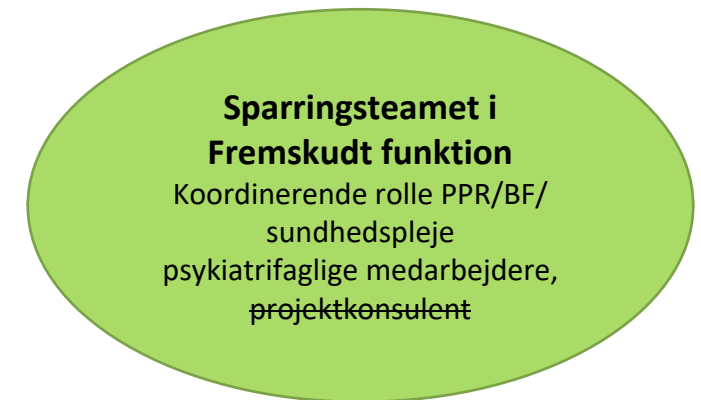 Sparringsteamet i
Fremskudt funktion
Koordinerende rolle PPR/BF/
sundhedspleje
psykiatrifaglige medarbejdere,
projektkonsulent